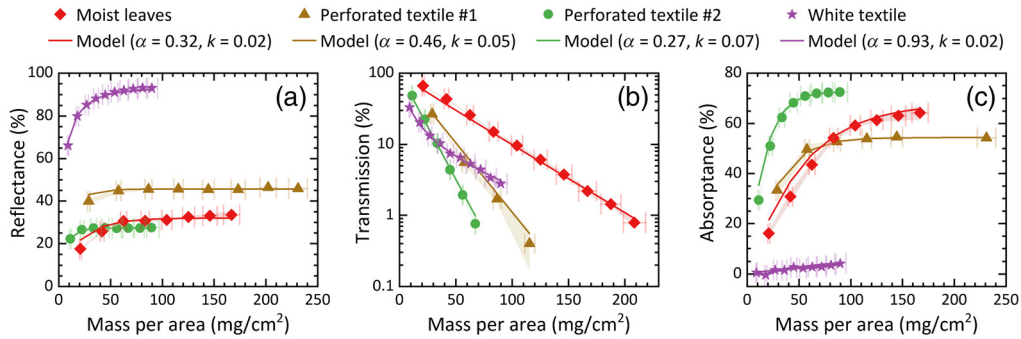 Moist leaves Perforated textile #1 Perforated textile #2 White textile
Model (α = 0.32, k = 0.02) Model (α = 0.46, k = 0.05) Model (α = 0.27, k = 0.07) Model (α = 0.93, k = 0.02)
(a)
Reflectance (%)
100
80
60
40
20
0
0 50 100 150 200 250
Mass per area (mg/cm²)
(b)
Transmission (%)
100
10
1
0.1
0 50 100 150 200
Mass per area (mg/cm²)
(c)
Absorptance (%)
80
60
40
20
0
0 50 100 150 200 250
Mass per area (mg/cm²)